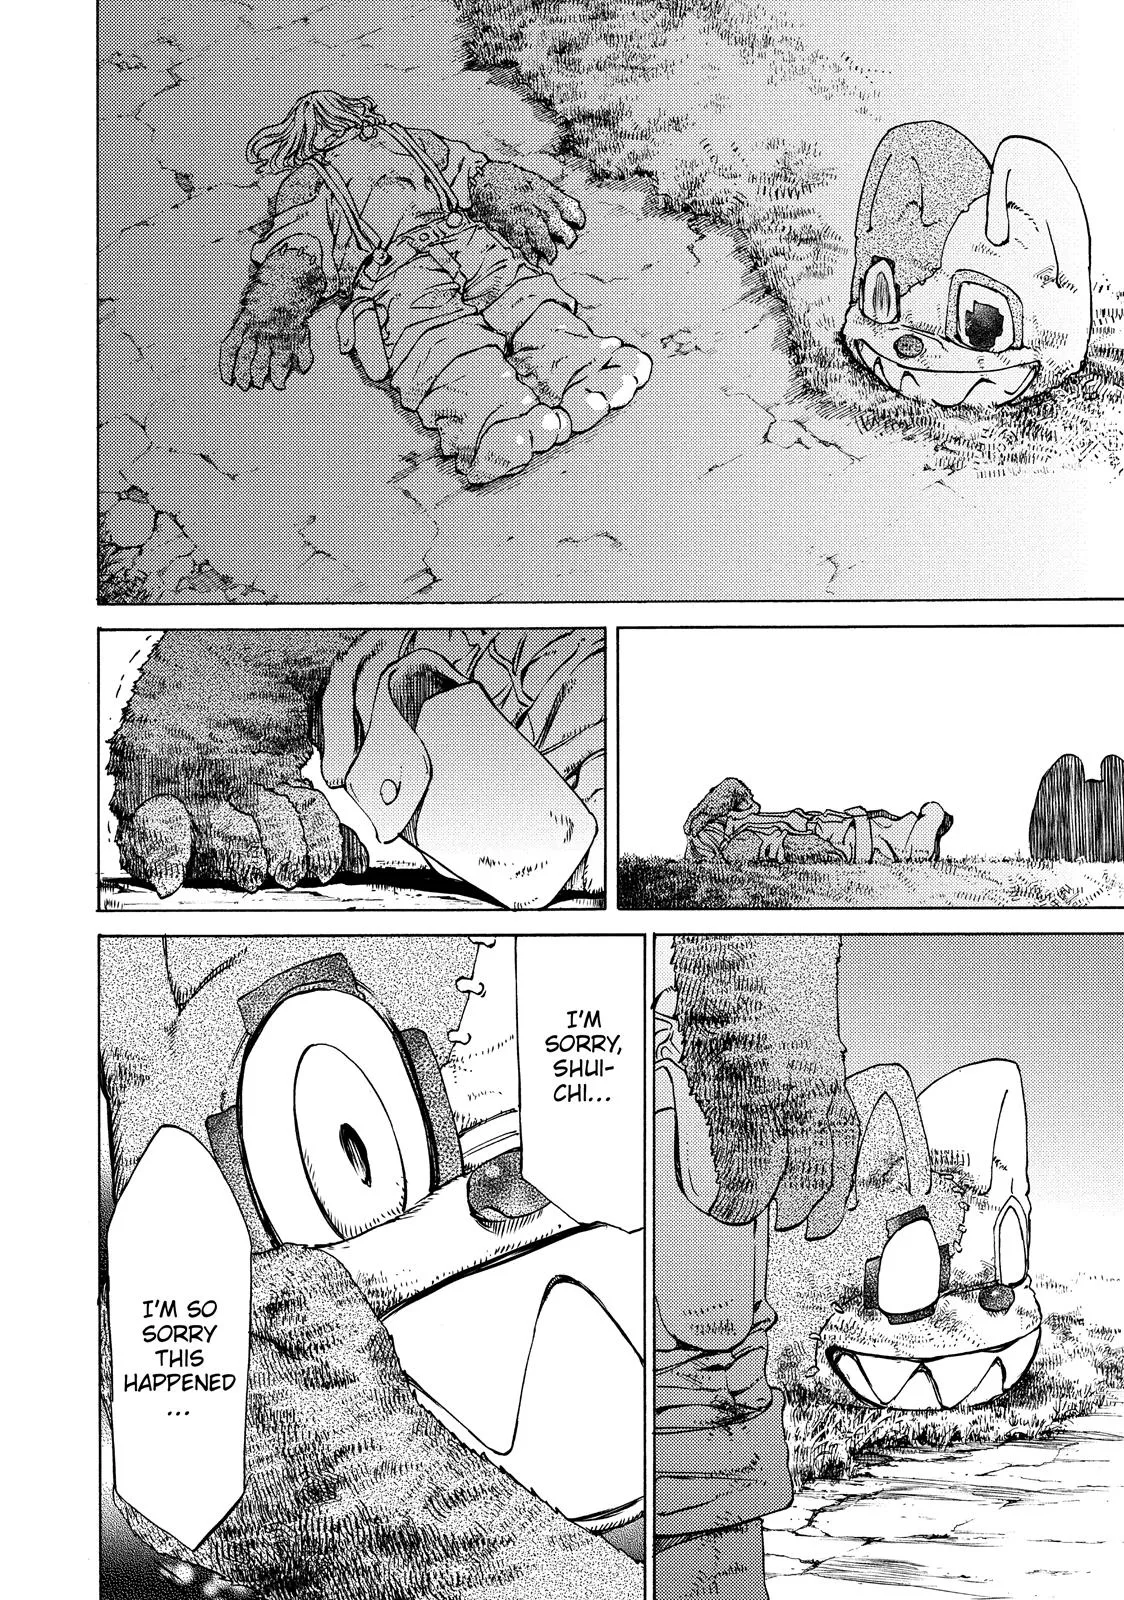 I'M
SORRY,
SHUI-
CHI...
I'M SO
SORRY
THIS
HAPPENED
...